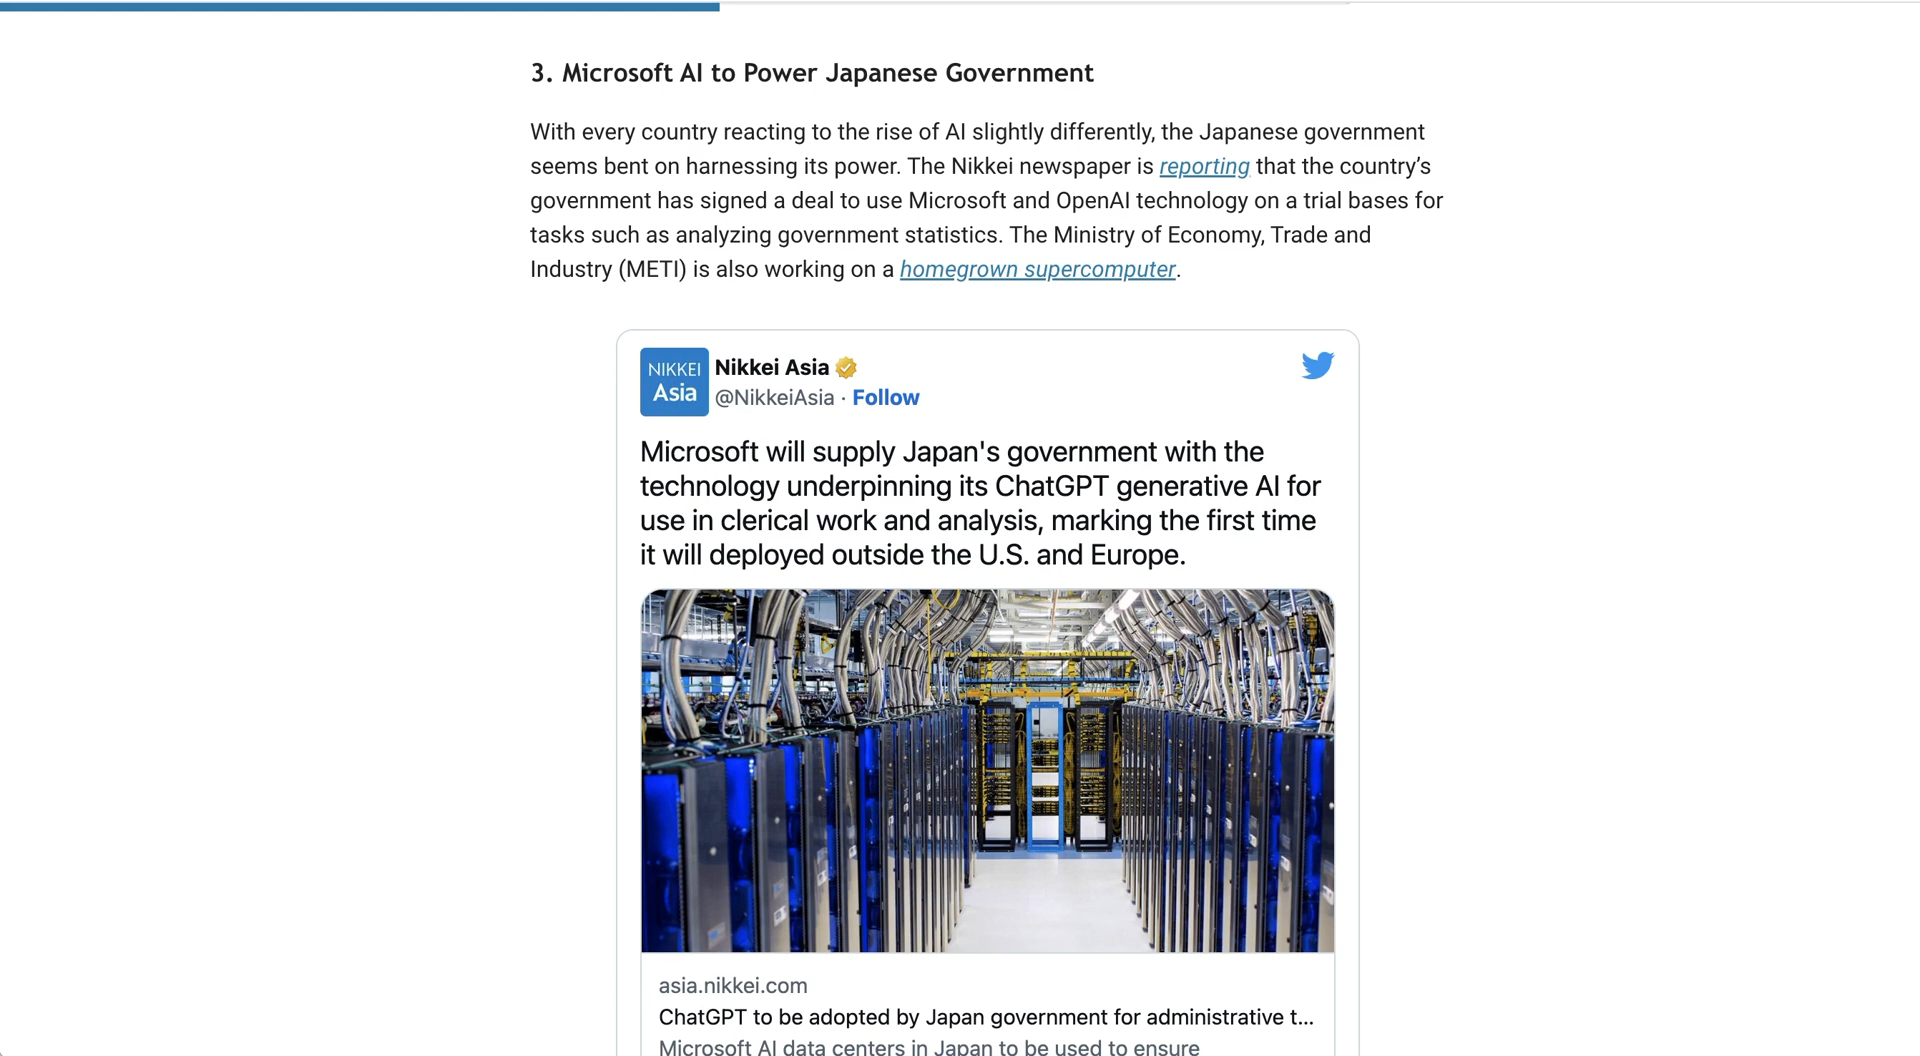 3. Microsoft AI to Power Japanese Government
With every country reacting to the rise of AI slightly differently, the Japanese government
seems bent on harnessing its power. The Nikkei newspaper is reporting that the country’s
government has signed a deal to use Microsoft and OpenAI technology on a trial bases for
tasks such as analyzing government statistics. The Ministry of Economy, Trade and
Industry (METI) is also working on a homegrown supercomputer.
NIKKEI
Asia
Nikkei Asia
@NikkeiAsia · Follow
Microsoft will supply Japan's government with the
technology underpinning its ChatGPT generative AI for
use in clerical work and analysis, marking the first time
it will deployed outside the U.S. and Europe.
asia.nikkei.com
ChatGPT to be adopted by Japan government for administrative t...
Microsoft AI data centers in Japan to be used to ensure